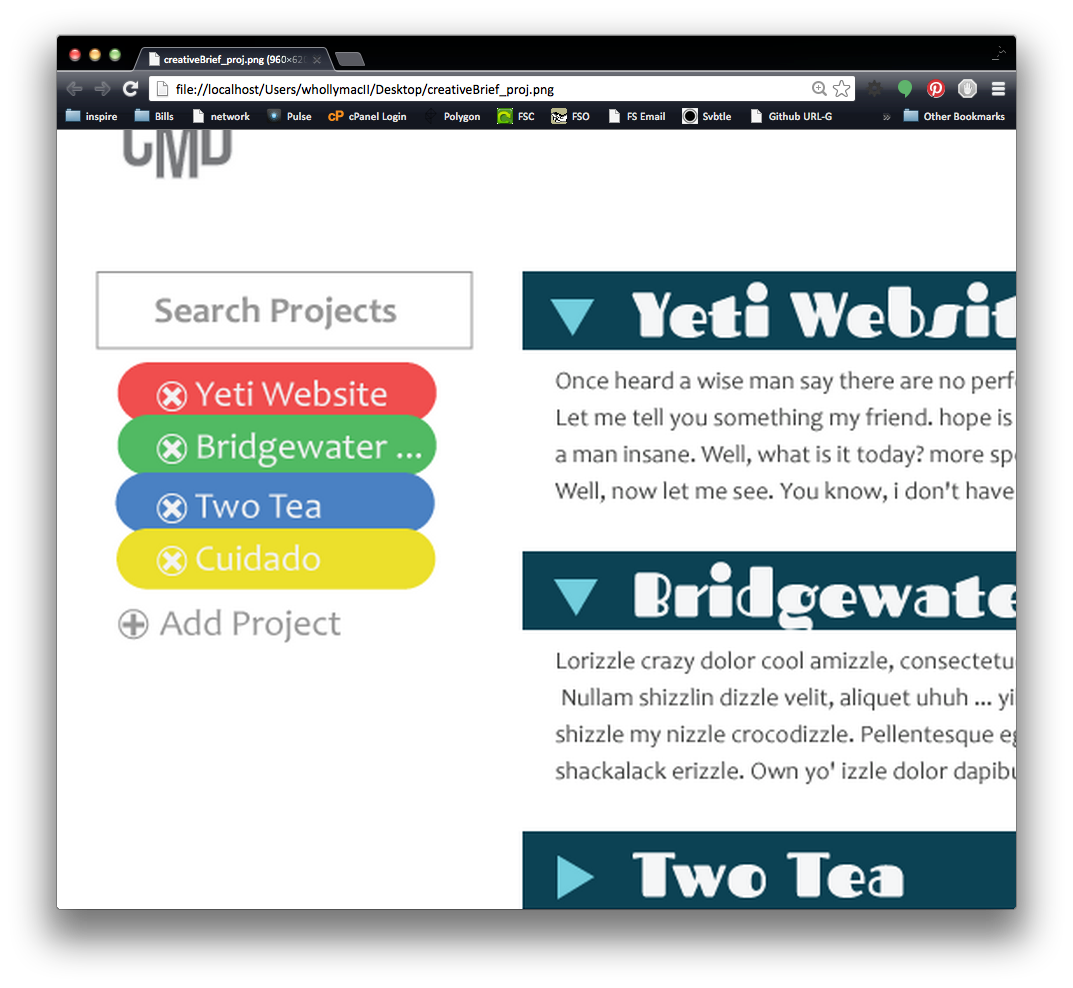 creativeBrief_proj.png (960×62
file://localhost/Users/whollymacll/Desktop/creativeBrief_proj.png
inspire Bills network Pulse cP cPanel Login Polygon FSC FSO FS Email Svbtle Github URL-G » Other Bookmarks
CMD
Search Projects
Yeti Website
Bridgewater ...
Two Tea
Cuidado
Add Project
Yeti Websit
Once heard a wise man say there are no perf
Let me tell you something my friend. hope is
a man insane. Well, what is it today? more sp
Well, now let me see. You know, i don't have
Bridgewate
Lorizzle crazy dolor cool amizzle, consectetu
Nullam shizzlin dizzle velit, aliquet uhuh ... yi
shizzle my nizzle crocodizzle. Pellentesque eg
shackalack erizzle. Own yo' izzle dolor dapibu
Two Tea